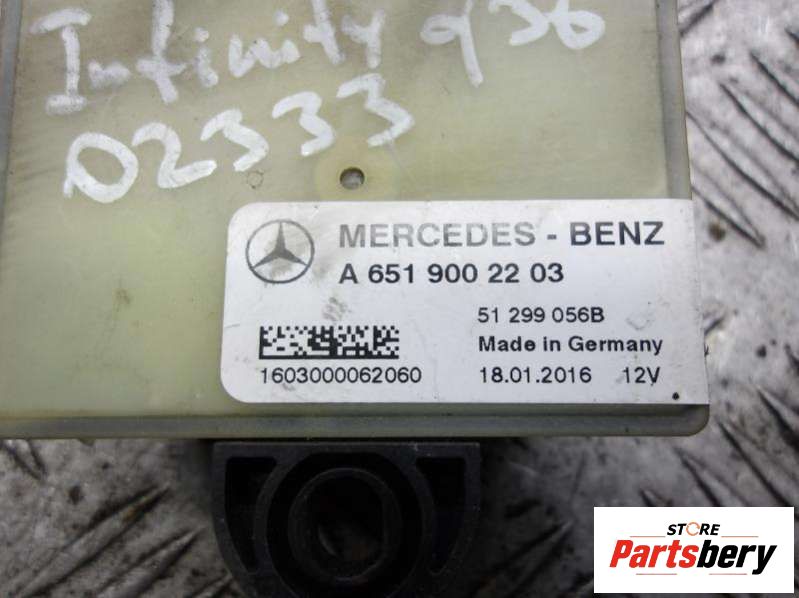 Infinity q36
02333
MERCEDES - BENZ
A 651 900 22 03
51 299 056B
Made in Germany
1603000062060
18.01.2016 12V
STORE
Partsbery